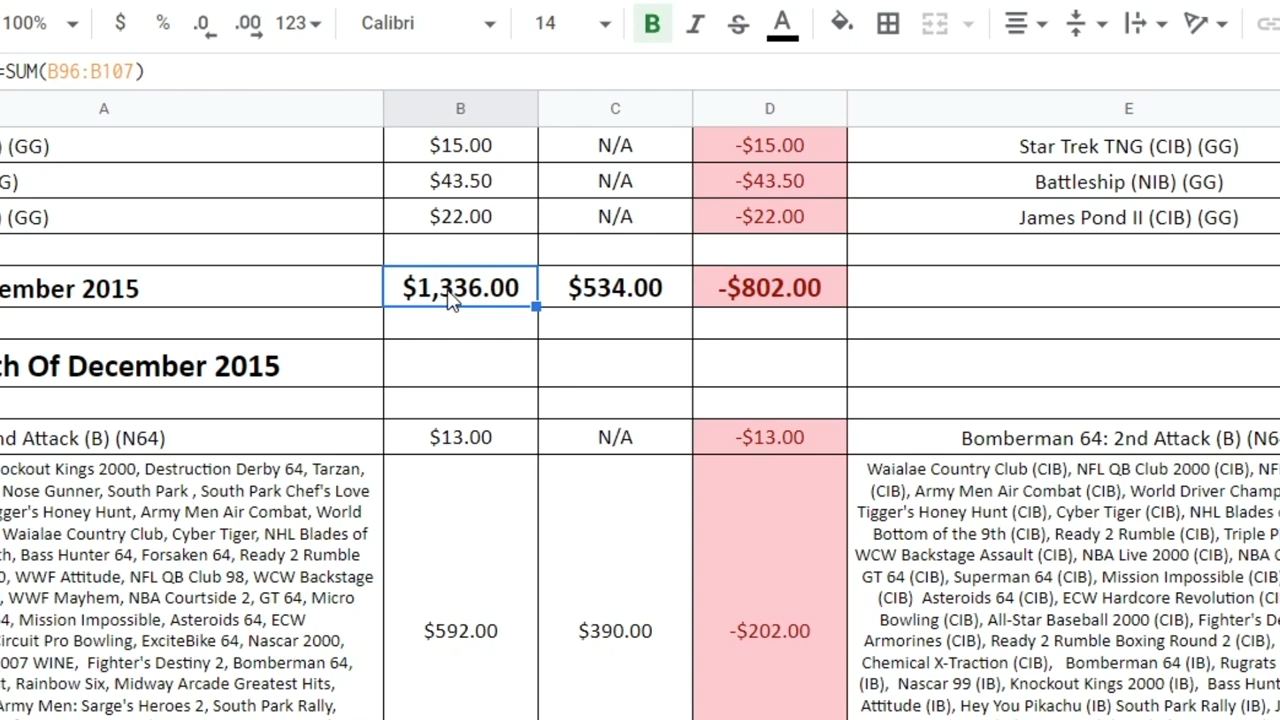 100% $ % .0 .00 123 Calibri 14 B I S A
=SUM(B96:B107)
A B C D E
) (GG) $15.00 N/A -$15.00 Star Trek TNG (CIB) (GG)
G) $43.50 N/A -$43.50 Battleship (NIB) (GG)
) (GG) $22.00 N/A -$22.00 James Pond II (CIB) (GG)
ember 2015 $1,336.00 $534.00 -$802.00
th Of December 2015
nd Attack (B) (N64) $13.00 N/A -$13.00 Bomberman 64: 2nd Attack (B) (N6
ockout Kings 2000, Destruction Derby 64, Tarzan,
Nose Gunner, South Park , South Park Chef's Love
gger's Honey Hunt, Army Men Air Combat, World
Waialae Country Club, Cyber Tiger, NHL Blades of
th, Bass Hunter 64, Forsaken 64, Ready 2 Rumble
0, WWF Attitude, NFL QB Club 98, WCW Backstage
, WWF Mayhem, NBA Courtside 2, GT 64, Micro
4, Mission Impossible, Asteroids 64, ECW
Circuit Pro Bowling, ExciteBike 64, Nascar 2000,
007 WINE, Fighter's Destiny 2, Bomberman 64,
t, Rainbow Six, Midway Arcade Greatest Hits,
Army Men: Sarge's Heroes 2, South Park Rally,
$592.00 $390.00 -$202.00
Waialae Country Club (CIB), NFL QB Club 2000 (CIB), NF
(CIB), Army Men Air Combat (CIB), World Driver Champ
Tigger's Honey Hunt (CIB), Cyber Tiger (CIB), NHL Blades
Bottom of the 9th (CIB), Ready 2 Rumble (CIB), Triple P
WCW Backstage Assault (CIB), NBA Live 2000 (CIB), NBA C
GT 64 (CIB), Superman 64 (CIB), Mission Impossible (CIB)
(CIB) Asteroids 64 (CIB), ECW Hardcore Revolution (CI
Bowling (CIB), All-Star Baseball 2000 (CIB), Fighter's De
Armorines (CIB), Ready 2 Rumble Boxing Round 2 (CIB),
Chemical X-Traction (CIB), Bomberman 64 (IB), Rugrats
(IB), Nascar 99 (IB), Knockout Kings 2000 (IB), Bass Hunt
Attitude (IB), Hey You Pikachu (IB) South Park Rally (IB), J